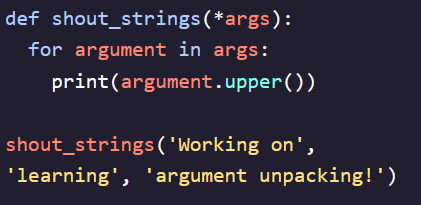 def shout_strings(*args):
  for argument in args:
    print(argument.upper())

shout_strings('Working on',
'learning', 'argument unpacking!')